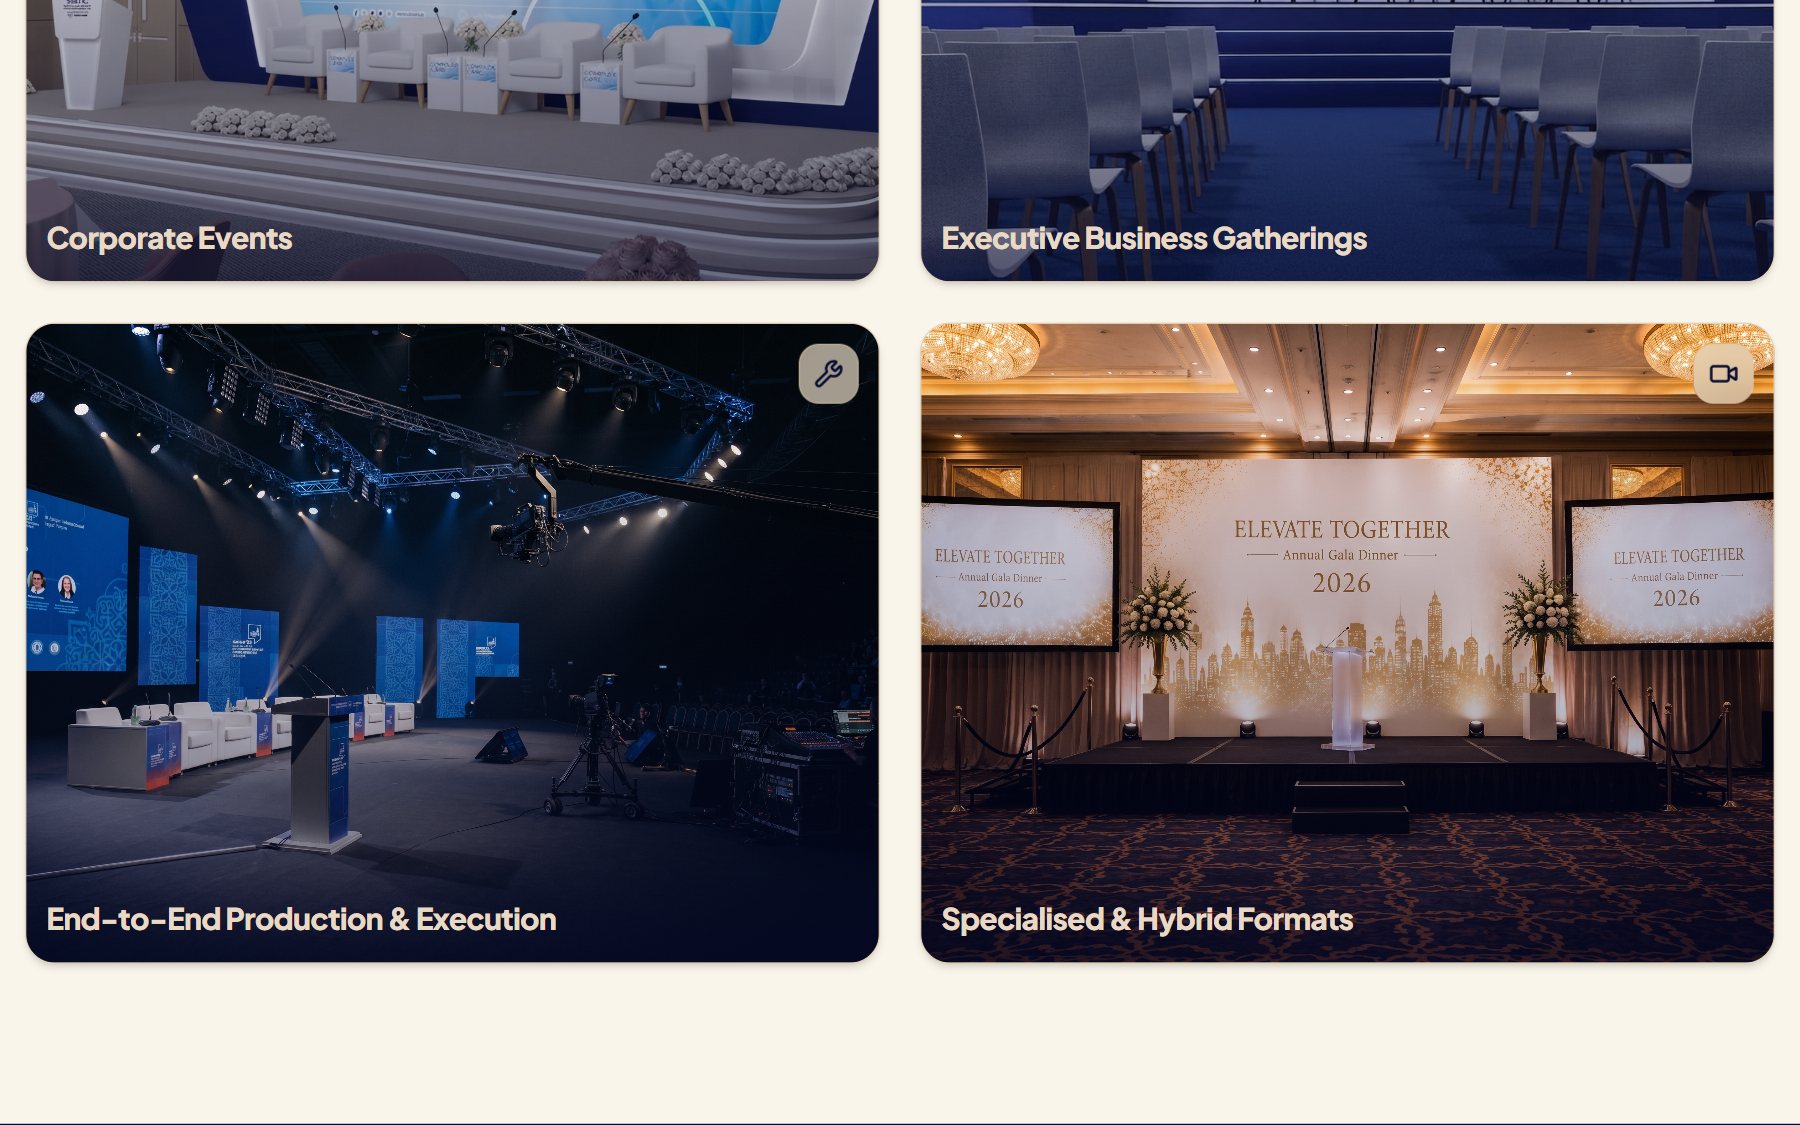 Corporate Events
Executive Business Gatherings
ELEVATE TOGETHER
Annual Gala Dinner
2026
ELEVATE TOGETHER
Annual Gala Dinner
2026
ELEVATE TOGETHER
Annual Gala Dinner
2026
End-to-End Production & Execution
Specialised & Hybrid Formats